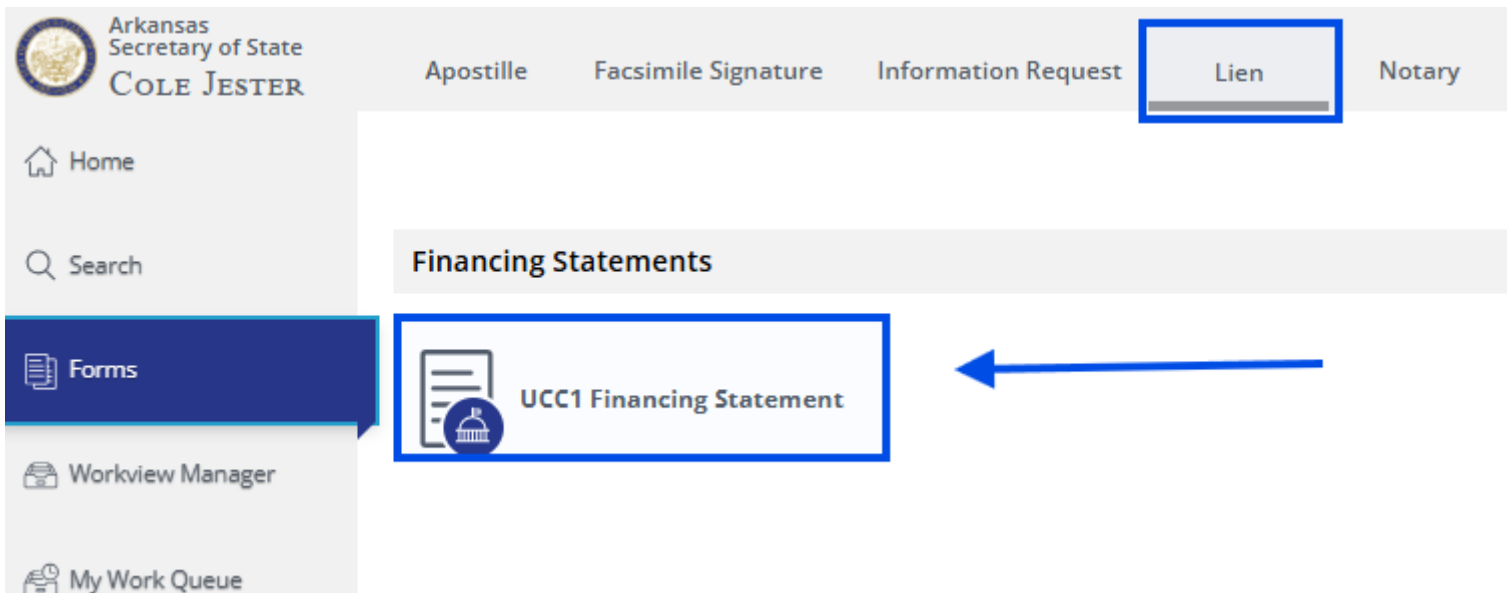 Arkansas
Secretary of State
COLE JESTER
Apostille Facsimile Signature Information Request Lien Notary
Home
Search
Financing Statements
Forms
UCC1 Financing Statement
Workview Manager
My Work Queue